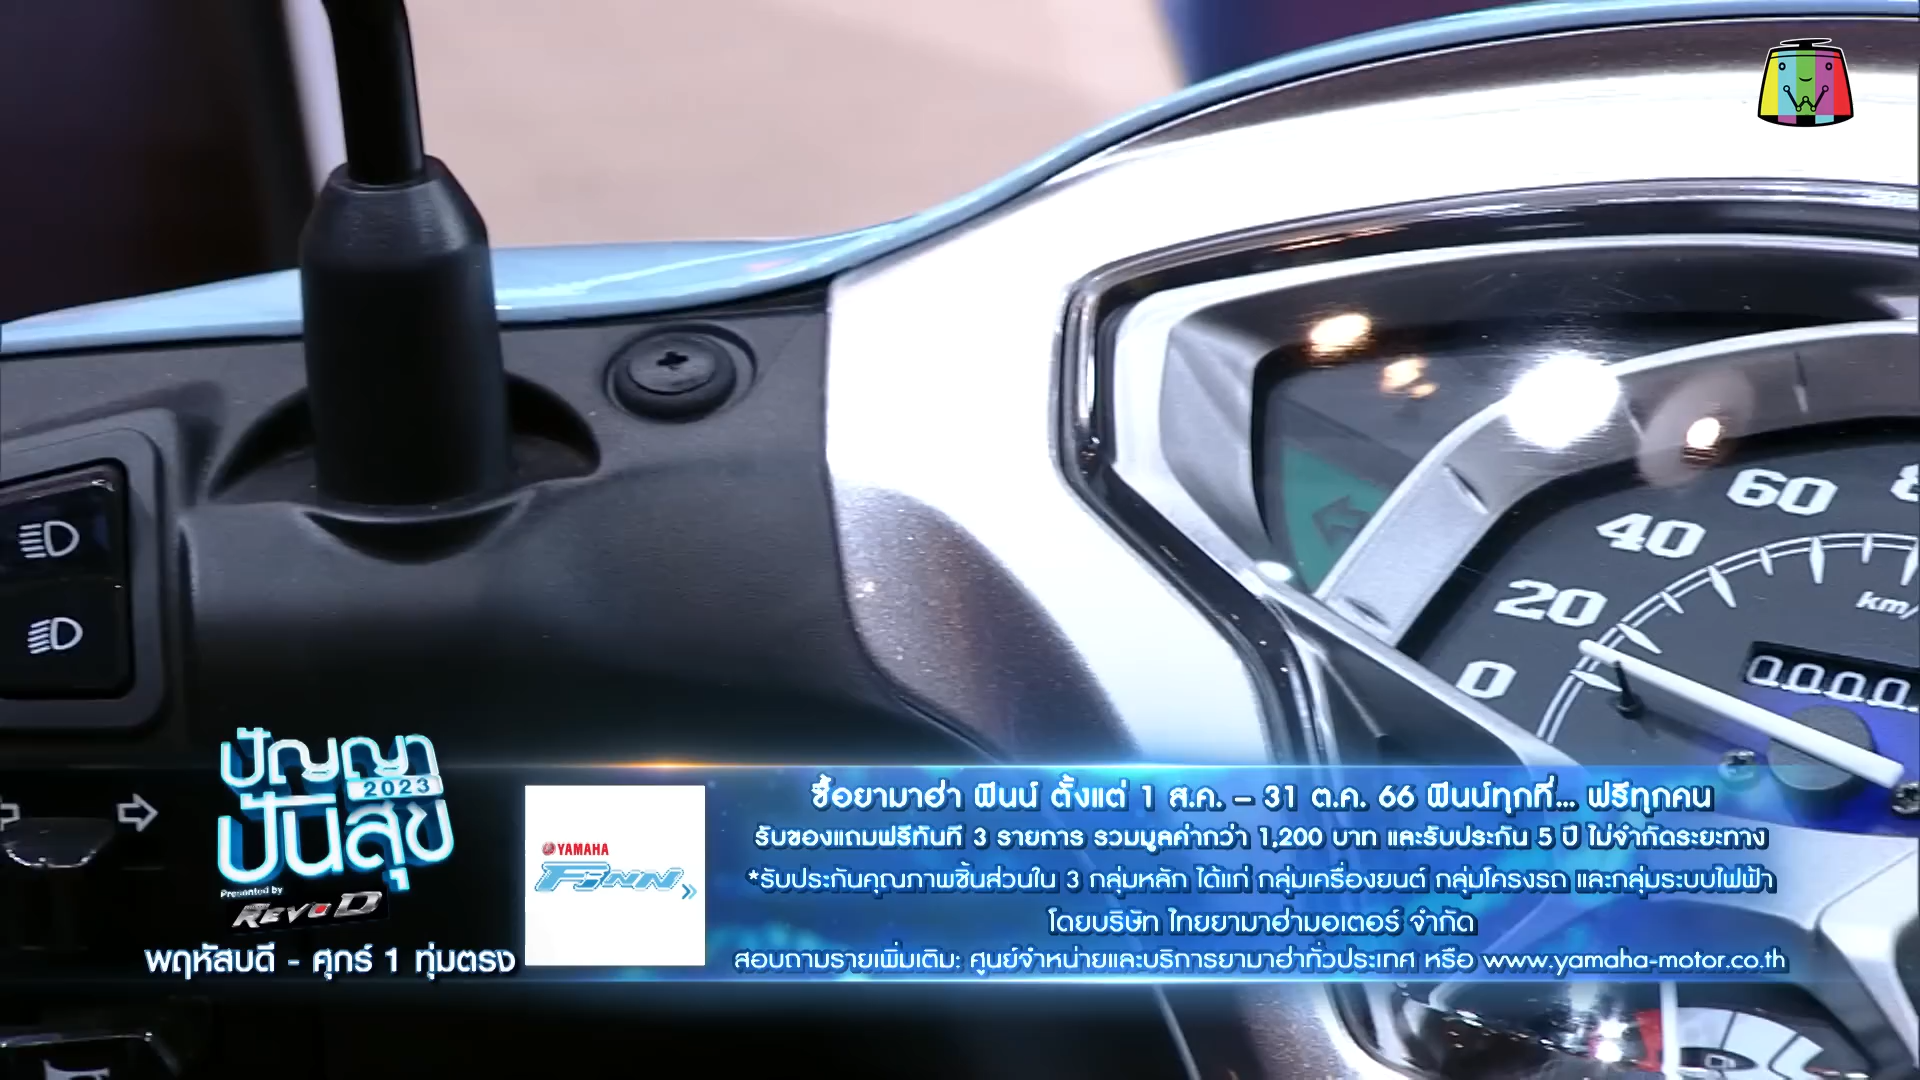 60
40
20
km/
0
ปัญญา
2023
ปันสุข
Presented by
REVO D
พฤหัสบดี - ศุกร์ 1 ทุ่มตรง
YAMAHA
FiNN
ซื้อยามาฮ่า ฟินน์ ตั้งแต่ 1 ส.ค. – 31 ต.ค. 66 ฟินน์ทุกที่... ฟรีทุกคน
รับของแถมฟรีทันที 3 รายการ รวมมูลค่ากว่า 1,200 บาท และรับประกัน 5 ปี ไม่จำกัดระยะทาง
*รับประกันคุณภาพชิ้นส่วนใน 3 กลุ่มหลัก ได้แก่ กลุ่มเครื่องยนต์ กลุ่มโครงรถ และกลุ่มระบบไฟฟ้า
โดยบริษัท ไทยยามาฮ่ามอเตอร์ จำกัด
สอบถามรายเพิ่มเติม: ศูนย์จำหน่ายและบริการยามาฮ่าทั่วประเทศ หรือ www.yamaha-motor.co.th